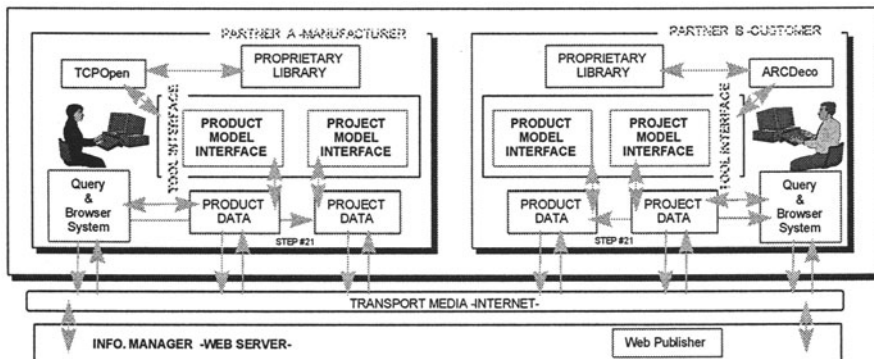 PARTNER A -MANUFACTURER
PARTNER B -CUSTOMER
TCPOpen
PROPRIETARY
LIBRARY
TOOL INTERFACE
PRODUCT
MODEL
INTERFACE
PROJECT
MODEL
INTERFACE
Query
&
Browser
System
PRODUCT
DATA
PROJECT
DATA
STEP #21
PROPRIETARY
LIBRARY
ARCDeco
PRODUCT
MODEL
INTERFACE
PROJECT
MODEL
INTERFACE
TOOL INTERFACE
PRODUCT
DATA
PROJECT
DATA
STEP #21
Query
&
Browser
System
TRANSPORT MEDIA -INTERNET-
INFO. MANAGER -WEB SERVER-
Web Publisher